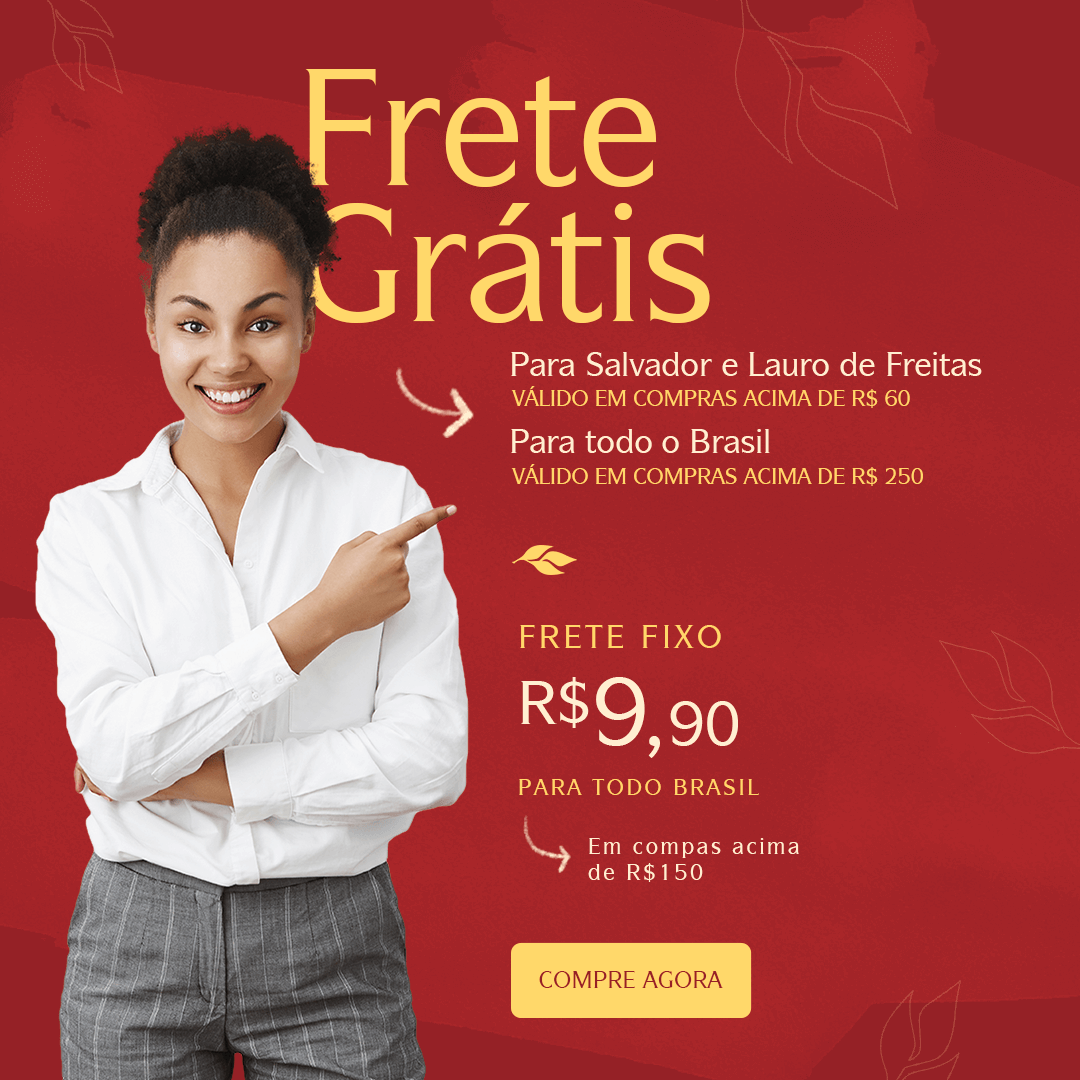 Frete
Grátis
Para Salvador e Lauro de Freitas
VÁLIDO EM COMPRAS ACIMA DE R$ 60
Para todo o Brasil
VÁLIDO EM COMPRAS ACIMA DE R$ 250
FRETE FIXO
R$9,90
PARA TODO BRASIL
Em compas acima
de R$150
COMPRE AGORA